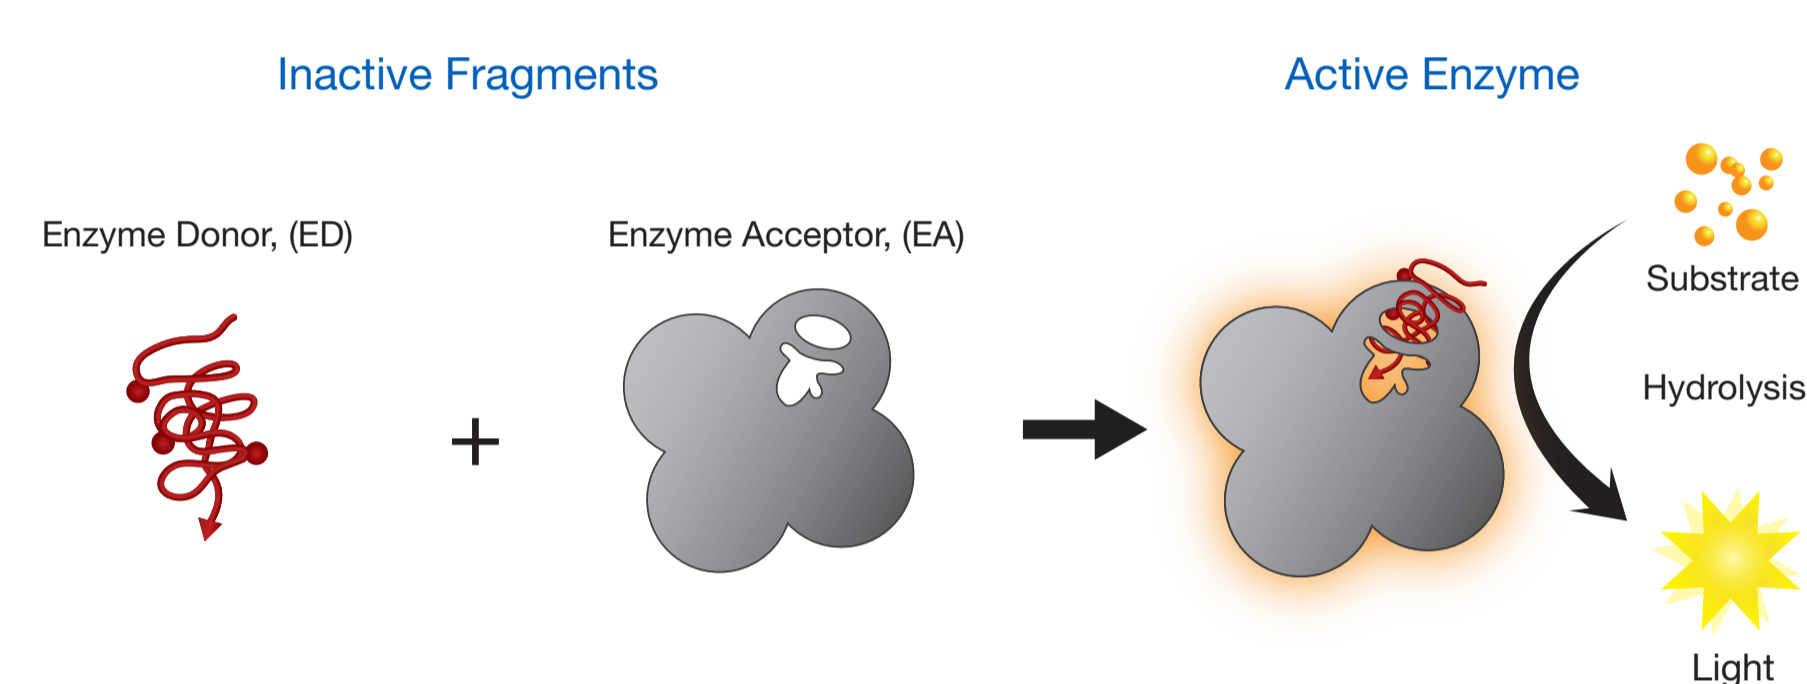 Inactive Fragments
Active Enzyme
Enzyme Donor, (ED)
Enzyme Acceptor, (EA)
+
Substrate
Hydrolysis
Light